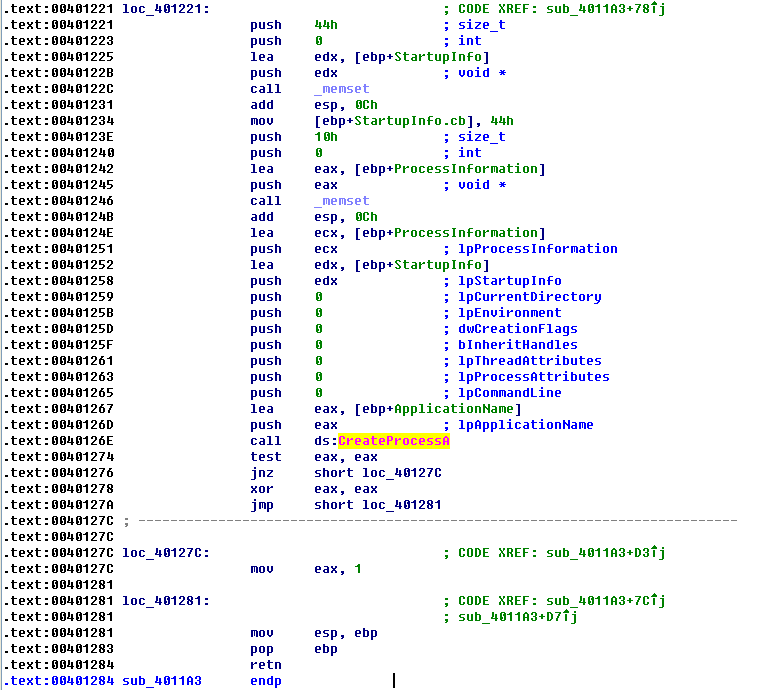 .text:00401221 loc_401221: ; CODE XREF: sub_4011A3+78↑j
.text:00401221 push 44h ; size_t
.text:00401223 push 0 ; int
.text:00401225 lea edx, [ebp+StartupInfo]
.text:0040122B push edx ; void *
.text:0040122C call _memset
.text:00401231 add esp, 0Ch
.text:00401234 mov [ebp+StartupInfo.cb], 44h
.text:0040123E push 10h ; size_t
.text:00401240 push 0 ; int
.text:00401242 lea eax, [ebp+ProcessInformation]
.text:00401245 push eax ; void *
.text:00401246 call _memset
.text:0040124B add esp, 0Ch
.text:0040124E lea ecx, [ebp+ProcessInformation]
.text:00401251 push ecx ; lpProcessInformation
.text:00401252 lea edx, [ebp+StartupInfo]
.text:00401258 push edx ; lpStartupInfo
.text:00401259 push 0 ; lpCurrentDirectory
.text:0040125B push 0 ; lpEnvironment
.text:0040125D push 0 ; dwCreationFlags
.text:0040125F push 0 ; bInheritHandles
.text:00401261 push 0 ; lpThreadAttributes
.text:00401263 push 0 ; lpProcessAttributes
.text:00401265 push 0 ; lpCommandLine
.text:00401267 lea eax, [ebp+ApplicationName]
.text:0040126D push eax ; lpApplicationName
.text:0040126E call ds:CreateProcessA
.text:00401274 test eax, eax
.text:00401276 jnz short loc_40127C
.text:00401278 xor eax, eax
.text:0040127A jmp short loc_401281
.text:0040127C ; ---------------------------------------------------------------------------
.text:0040127C
.text:0040127C loc_40127C: ; CODE XREF: sub_4011A3+D3↑j
.text:0040127C mov eax, 1
.text:00401281
.text:00401281 loc_401281: ; CODE XREF: sub_4011A3+7C↑j
.text:00401281 ; sub_4011A3+D7↑j
.text:00401281 mov esp, ebp
.text:00401283 pop ebp
.text:00401284 retn
.text:00401284 sub_4011A3 endp